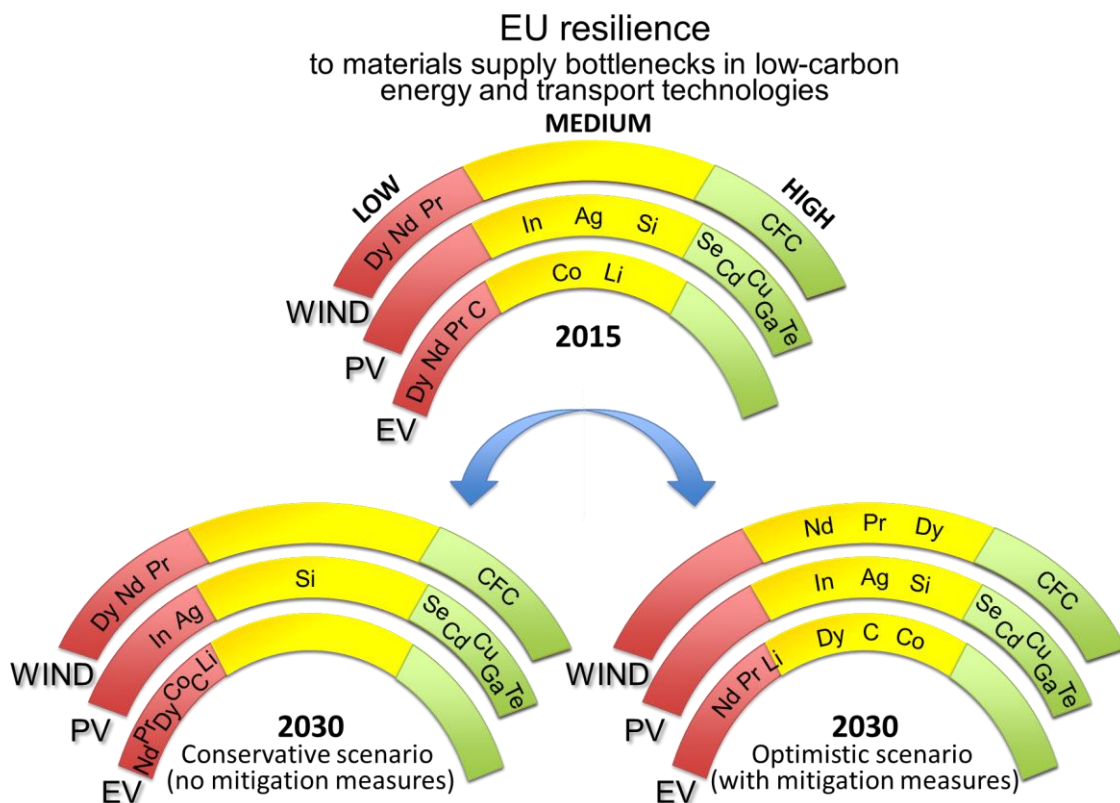 EU resilience
to materials supply bottlenecks in low-carbon
energy and transport technologies
MEDIUM
LOW
HIGH
Dy Nd Pr
CFC
WIND
In Ag Si
Se Cd Cu Ga Te
PV
Co Li
Dy Nd Pr C
EV
2015
Dy Nd Pr
CFC
WIND
In Ag
Si
Se Cd Cu Ga Te
PV
Nd Pr Dy Co C Li
EV
2030
Conservative scenario
(no mitigation measures)
Nd Pr Dy
CFC
WIND
In Ag Si
Se Cd Cu Ga Te
PV
Nd Pr Li
Dy C Co
EV
2030
Optimistic scenario
(with mitigation measures)